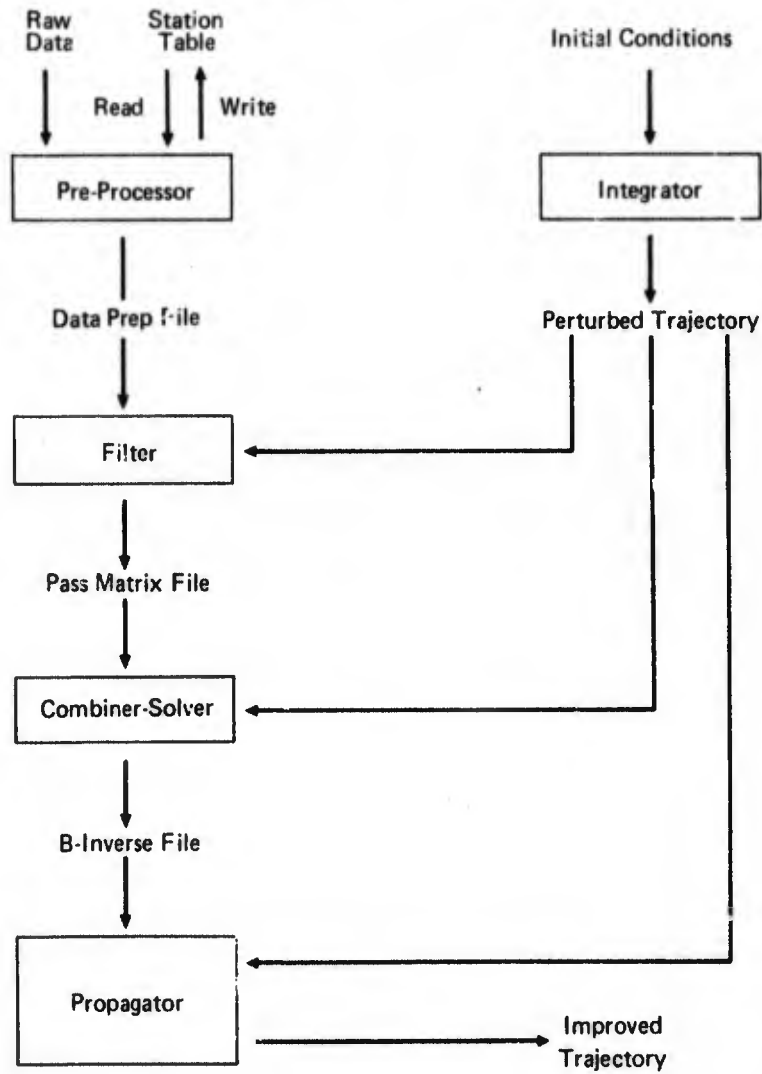 Raw
Data
Station
Table
Initial Conditions
Read
Write
Pre-Processor
Integrator
Data Prep File
Perturbed Trajectory
Filter
Pass Matrix File
Combiner-Solver
B-Inverse File
Propagator
Improved
Trajectory